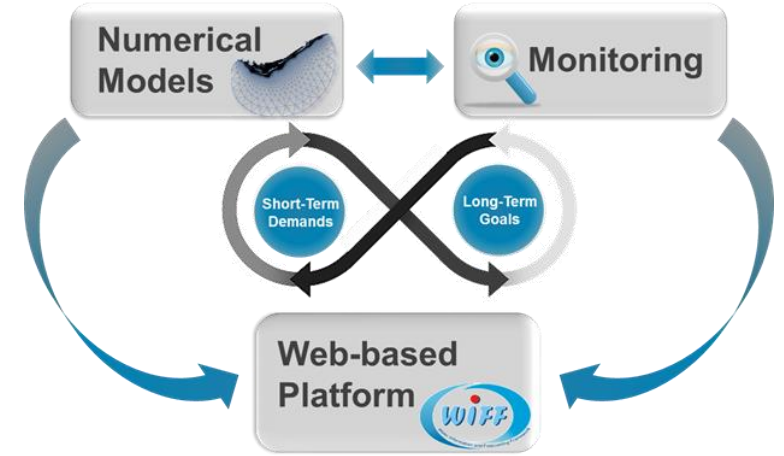 Numerical
Models
Monitoring
Short-Term
Demands
Long-Term
Goals
Web-based
Platform
WIFF